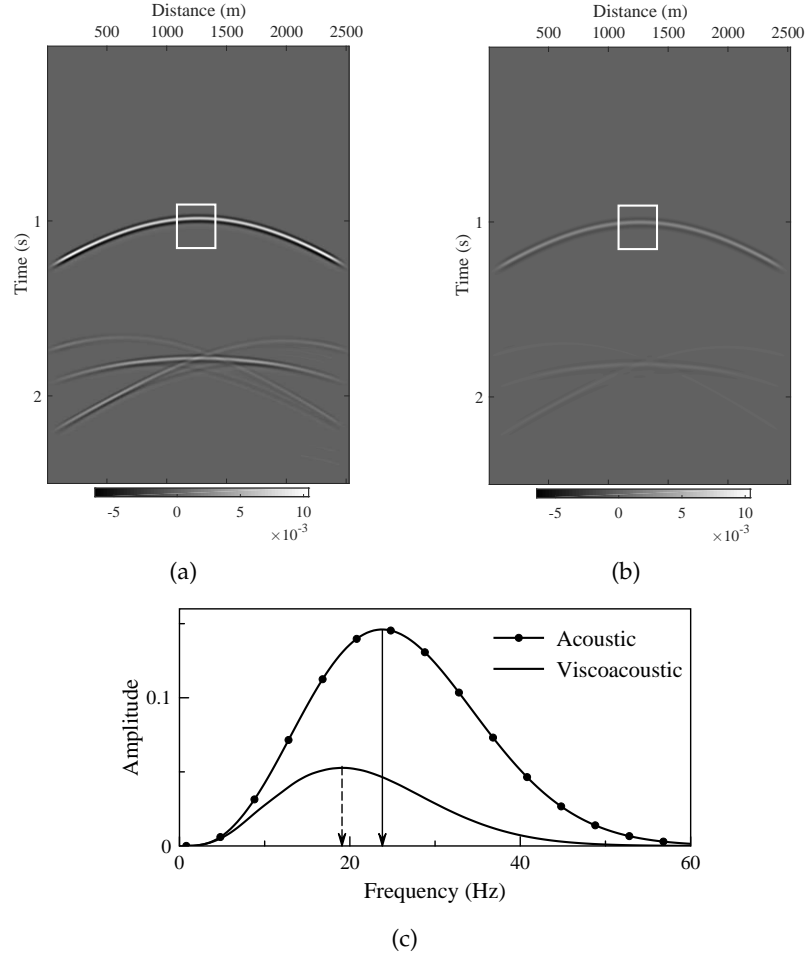 Distance (m)
500 1000 1500 2000 2500
Time (s)
1
2
-5 0 5 10
×10-3
(a)
Distance (m)
500 1000 1500 2000 2500
Time (s)
1
2
-5 0 5 10
×10-3
(b)
Amplitude
0.1
0
Acoustic
Viscoacoustic
0 20 40 60
Frequency (Hz)
(c)